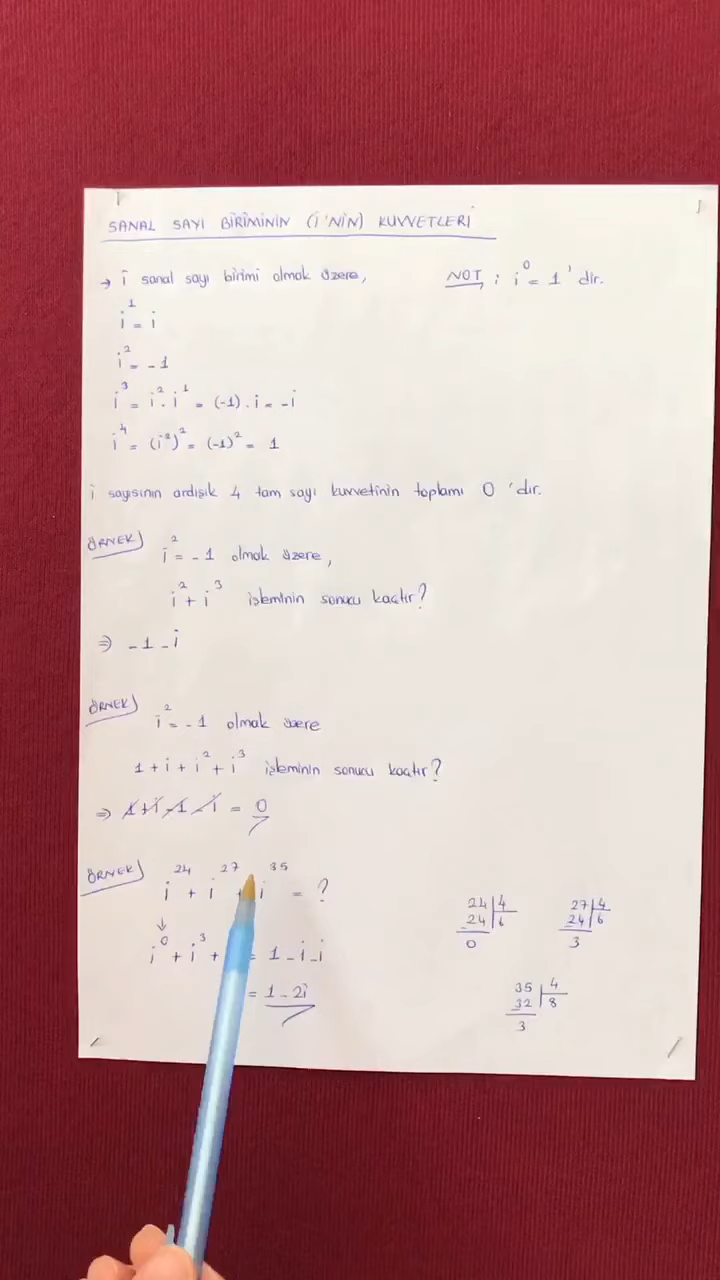 SANAL SAYI BİRİMİNİN (i'NİN) KUVVETLERİ
→ i sanal sayı birimi olmak üzere,
NOT : i⁰ = 1'dir.
i¹ = i
i² = -1
i³ = i² . i¹ = (-1) . i = -i
i⁴ = (i²)² = (-1)² = 1
i sayısının ardışık 4 tam sayı kuvvetinin toplamı 0'dır.
ÖRNEK) i² = -1 olmak üzere,
i² + i³ işleminin sonucu kaçtır?
⇒ -1 - i
ÖRNEK) i² = -1 olmak üzere
1 + i + i² + i³ işleminin sonucu kaçtır?
⇒ 1 + i - 1 - i = 0
ÖRNEK) i²⁴ + i²⁷ + i³⁵ = ?
↓
i⁰ + i³ + = 1 - i - i
= 1 - 2i
24 4
24 6
0
27 4
24 6
3
35 4
32 8
3